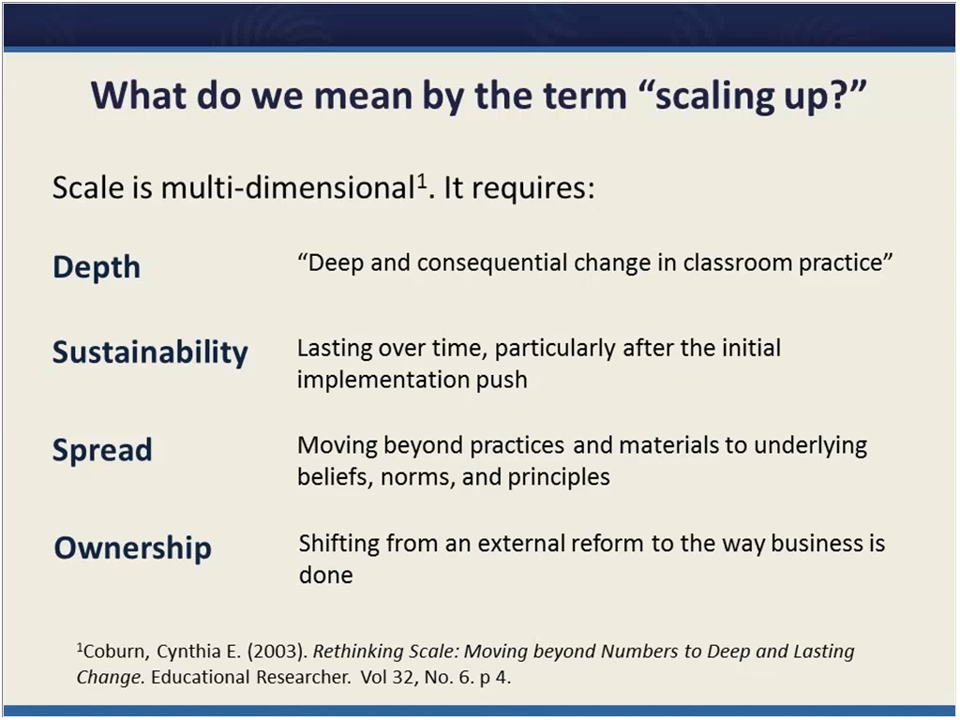 What do we mean by the term “scaling up?”
Scale is multi-dimensional¹. It requires:
Depth
“Deep and consequential change in classroom practice”
Sustainability
Lasting over time, particularly after the initial
implementation push
Spread
Moving beyond practices and materials to underlying
beliefs, norms, and principles
Ownership
Shifting from an external reform to the way business is
done
¹Coburn, Cynthia E. (2003). Rethinking Scale: Moving beyond Numbers to Deep and Lasting
Change. Educational Researcher. Vol 32, No. 6. p 4.